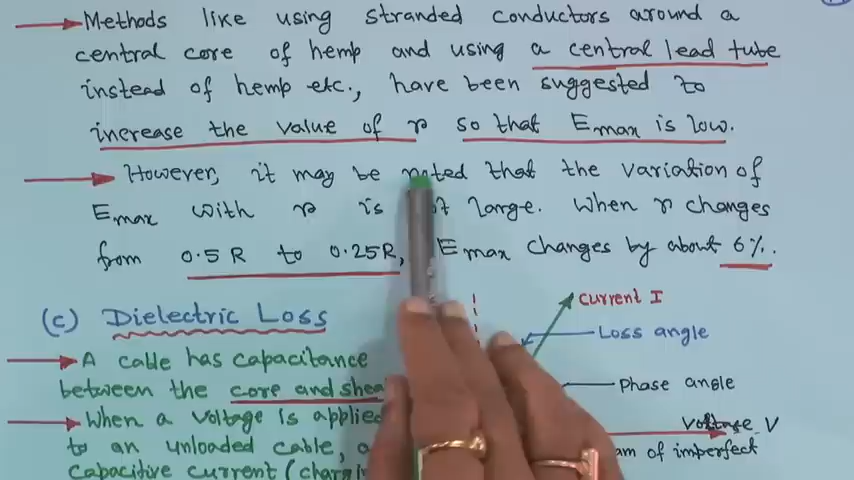 Methods like using stranded conductors around a
central core of hemp and using a central lead tube
instead of hemp etc., have been suggested to
increase the value of r so that Emax is low.
However, it may be noted that the variation of
Emax with r is large. When r changes
from 0.5 R to 0.25R, Emax changes by about 6%.
(c) Dielectric Loss
current I
Loss angle
A cable has capacitance
between the core and
Phase angle
When a voltage is applied
Voltage V
to an unloaded cable,
am of imperfect
capacitive current